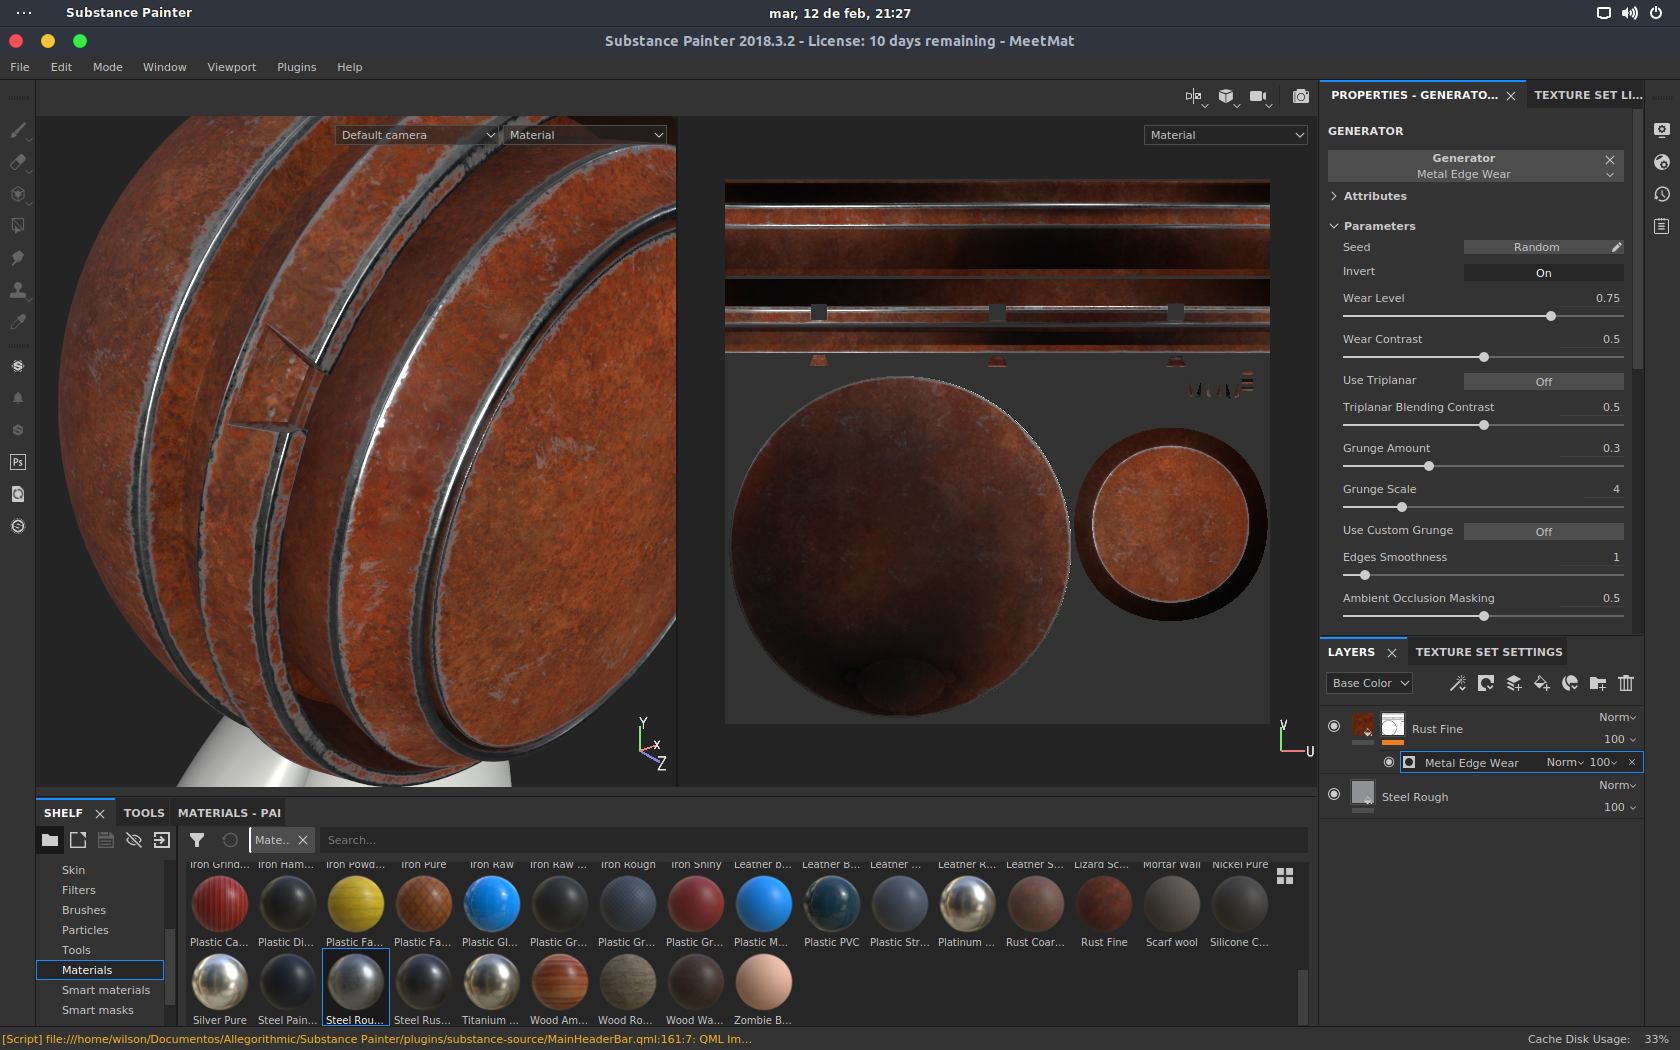 Substance Painter
mar, 12 de feb, 21:27
Substance Painter 2018.3.2 - License: 10 days remaining - MeetMat
File Edit Mode Window Viewport Plugins Help
Default camera
Material
Material
Y
X
Z
V
U
Ps
PROPERTIES - GENERATO...
TEXTURE SET LI...
GENERATOR
Generator
Metal Edge Wear
Attributes
Parameters
Seed Random
Invert On
Wear Level 0.75
Wear Contrast 0.5
Use Triplanar Off
Triplanar Blending Contrast 0.5
Grunge Amount 0.3
Grunge Scale 4
Use Custom Grunge Off
Edges Smoothness 1
Ambient Occlusion Masking 0.5
LAYERS
TEXTURE SET SETTINGS
Base Color
Rust Fine Norm 100
Metal Edge Wear Norm 100
Steel Rough Norm 100
SHELF TOOLS MATERIALS - PAI
Mate.. Search...
Skin
Filters
Brushes
Particles
Tools
Materials
Smart materials
Smart masks
Iron Grind... Iron Ham... Iron Powd... Iron Pure Iron Raw Iron Raw ... Iron Rough Iron Shiny Leather b... Leather B... Leather ... Leather R... Leather S... Lizard Sc... Mortar Wall Nickel Pure
Plastic Ca... Plastic Di... Plastic Fa... Plastic Fa... Plastic Gl... Plastic Gr... Plastic Gr... Plastic Gr... Plastic M... Plastic PVC Plastic Str... Platinum ... Rust Coar... Rust Fine Scarf wool Silicone C...
Silver Pure Steel Pain... Steel Rou... Steel Rus... Titanium ... Wood Am... Wood Ro... Wood Wa... Zombie B...
[Script] file:///home/wilson/Documentos/Allegorithmic/Substance Painter/plugins/substance-source/MainHeaderBar.qml:161:7: QML Im...
Cache Disk Usage: 33%